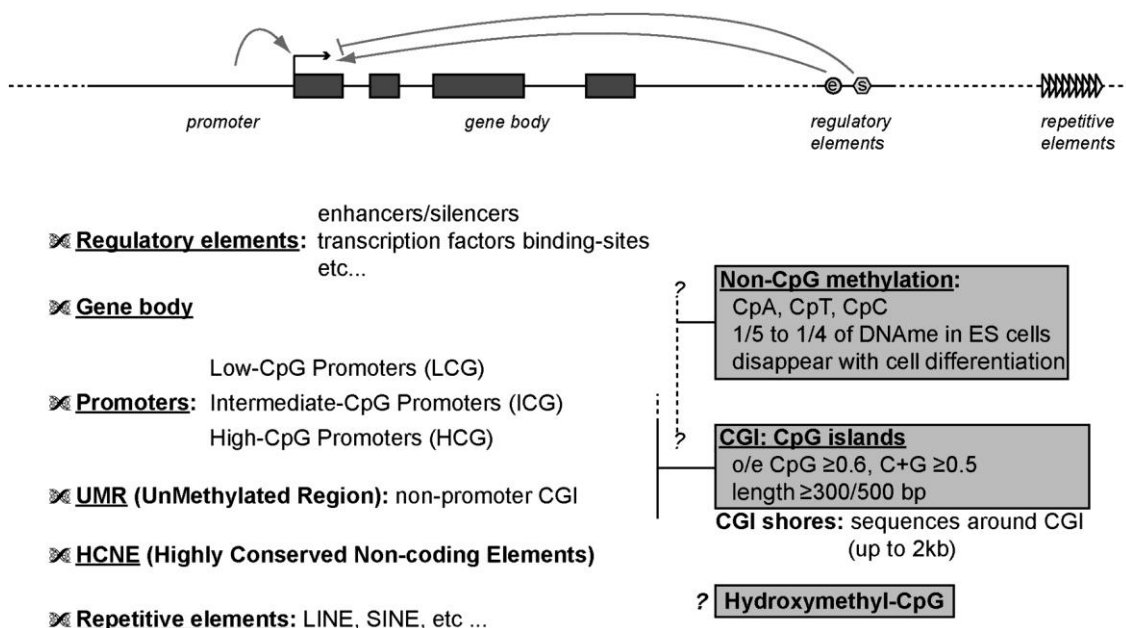 e s
promoter gene body regulatory elements repetitive elements
enhancers/silencers
Regulatory elements: transcription factors binding-sites
etc...
Gene body
Low-CpG Promoters (LCG)
Promoters: Intermediate-CpG Promoters (ICG)
High-CpG Promoters (HCG)
UMR (UnMethylated Region): non-promoter CGI
HCNE (Highly Conserved Non-coding Elements)
Repetitive elements: LINE, SINE, etc ...
?
Non-CpG methylation:
CpA, CpT, CpC
1/5 to 1/4 of DNAme in ES cells
disappear with cell differentiation
?
CGI: CpG islands
o/e CpG ≥0.6, C+G ≥0.5
length ≥300/500 bp
CGI shores: sequences around CGI
(up to 2kb)
? Hydroxymethyl-CpG